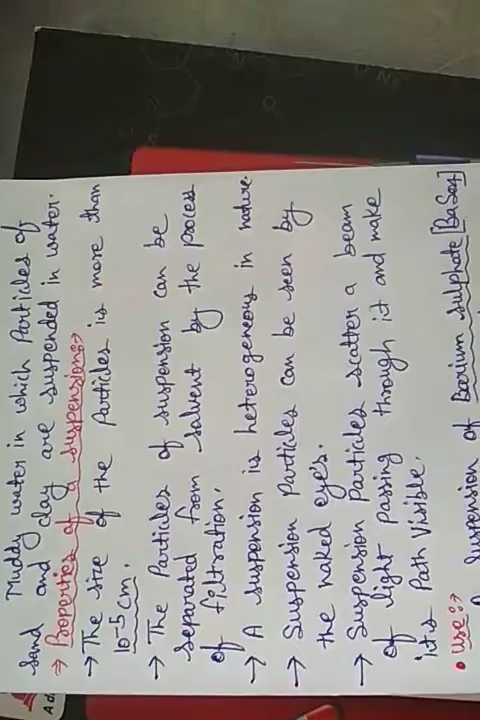 Muddy water in which Particles of
sand and clay are suspended in water.
⇒ Properties of a suspension:⇒
→ The size of the Particles is more than
10-5 cm.
→ The Particles of suspension can be
separated from solvent by the process
of filtration.
→ A suspension is heterogeneous in nature.
→ Suspension Particles can be seen by
the naked eye's.
→ Suspension Particles scatter a beam
of light Passing through it and make
it's Path Visible.
• Use:⇒
A suspension of Barium sulphate [BaSO4]